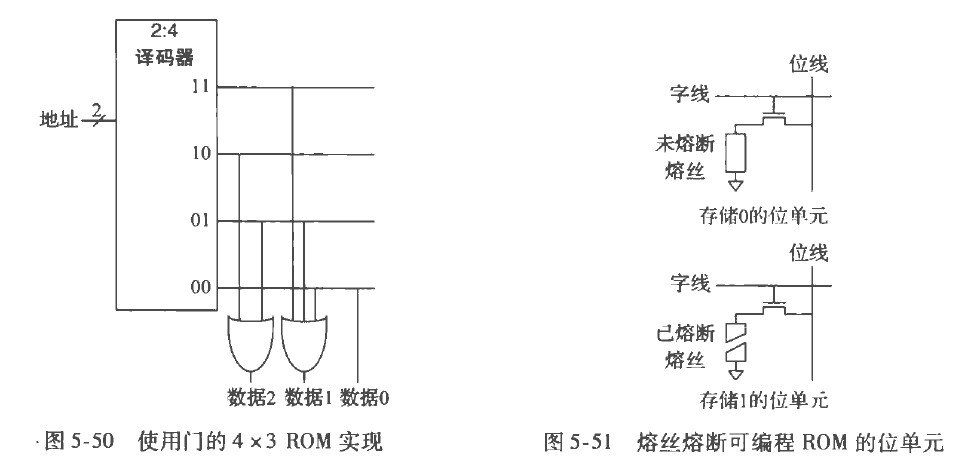 2:4
译码器
11
地址
2
10
01
00
数据2 数据1 数据0
图 5-50 使用门的 4 × 3 ROM 实现
位线
字线
未熔断
熔丝
存储0的位单元
位线
字线
已熔断
熔丝
存储1的位单元
图 5-51 熔丝熔断可编程 ROM 的位单元